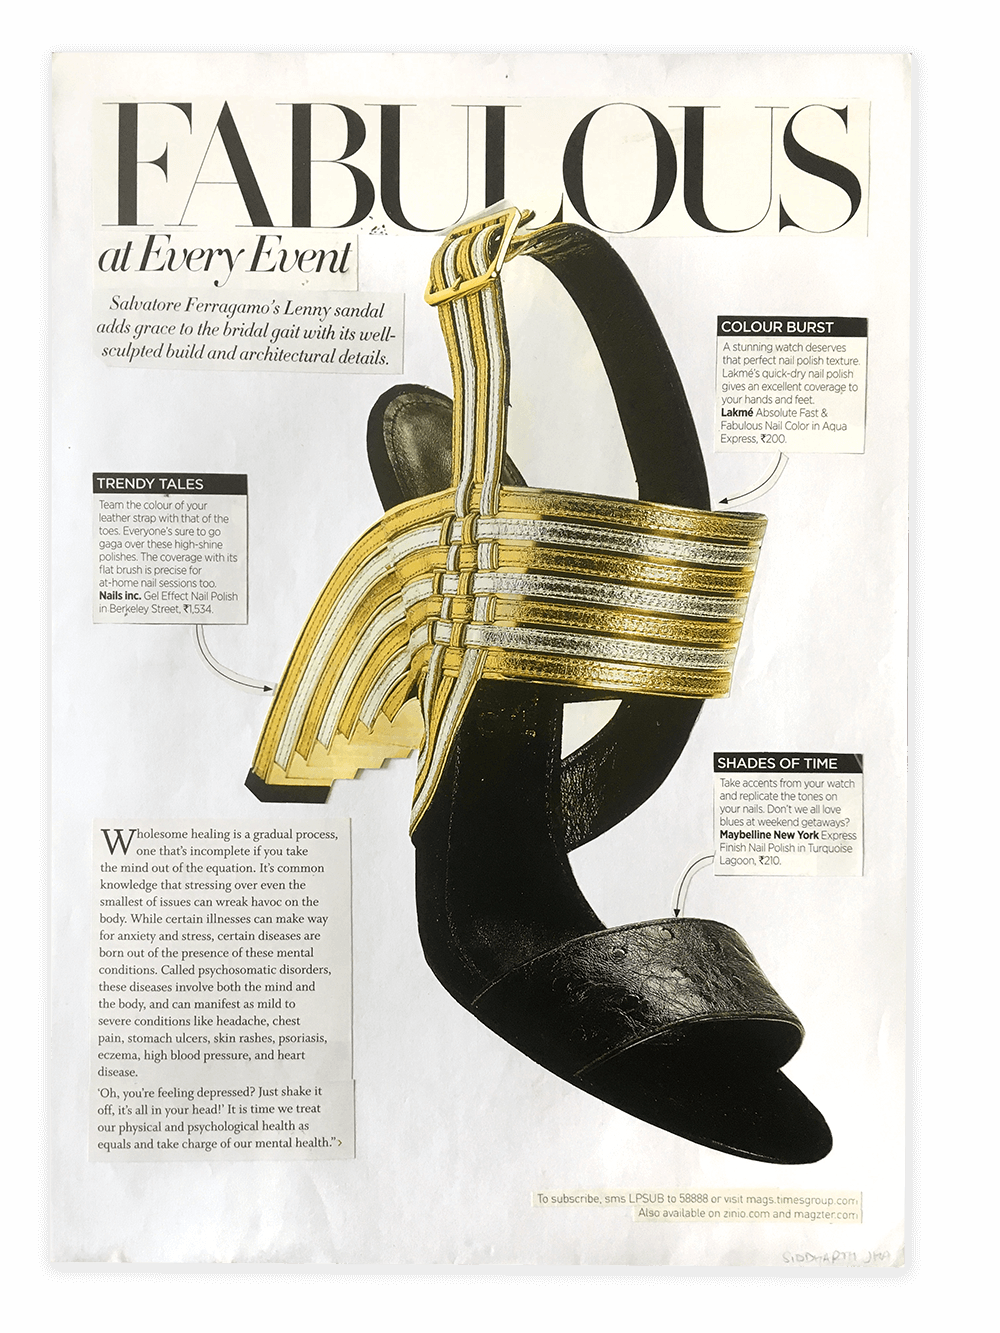 FABULOUS
at Every Event
Salvatore Ferragamo's Lenny sandal
adds grace to the bridal gait with its well-
sculpted build and architectural details.
COLOUR BURST
A stunning watch deserves
that perfect nail polish texture.
Lakmé's quick-dry nail polish
gives an excellent coverage to
your hands and feet.
Lakmé Absolute Fast &
Fabulous Nail Color in Aqua
Express, ₹200.
TRENDY TALES
Team the colour of your
leather strap with that of the
toes. Everyone's sure to go
gaga over these high-shine
polishes. The coverage with its
flat brush is precise for
at-home nail sessions too.
Nails inc. Gel Effect Nail Polish
in Berkeley Street, ₹1,534.
SHADES OF TIME
Take accents from your watch
and replicate the tones on
your nails. Don't we all love
blues at weekend getaways?
Maybelline New York Express
Finish Nail Polish in Turquoise
Lagoon, ₹210.
Wholesome healing is a gradual process,
one that's incomplete if you take
the mind out of the equation. It's common
knowledge that stressing over even the
smallest of issues can wreak havoc on the
body. While certain illnesses can make way
for anxiety and stress, certain diseases are
born out of the presence of these mental
conditions. Called psychosomatic disorders,
these diseases involve both the mind and
the body, and can manifest as mild to
severe conditions like headache, chest
pain, stomach ulcers, skin rashes, psoriasis,
eczema, high blood pressure, and heart
disease.
'Oh, you're feeling depressed? Just shake it
off, it's all in your head!' It is time we treat
our physical and psychological health as
equals and take charge of our mental health."›
To subscribe, sms LPSUB to 58888 or visit mags.timesgroup.com
Also available on zinio.com and magzter.com